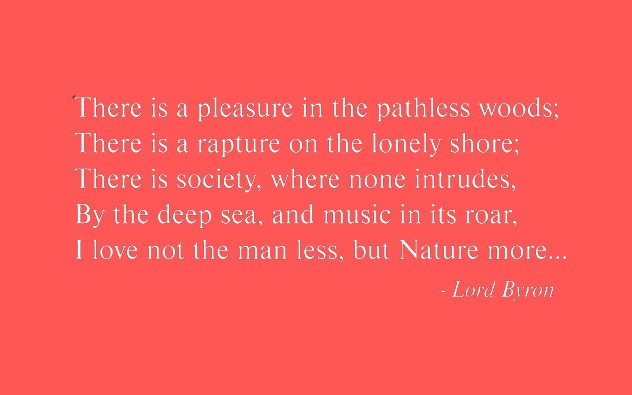 There is a pleasure in the pathless woods;
There is a rapture on the lonely shore;
There is society, where none intrudes,
By the deep sea, and music in its roar,
I love not the man less, but Nature more...
- Lord Byron